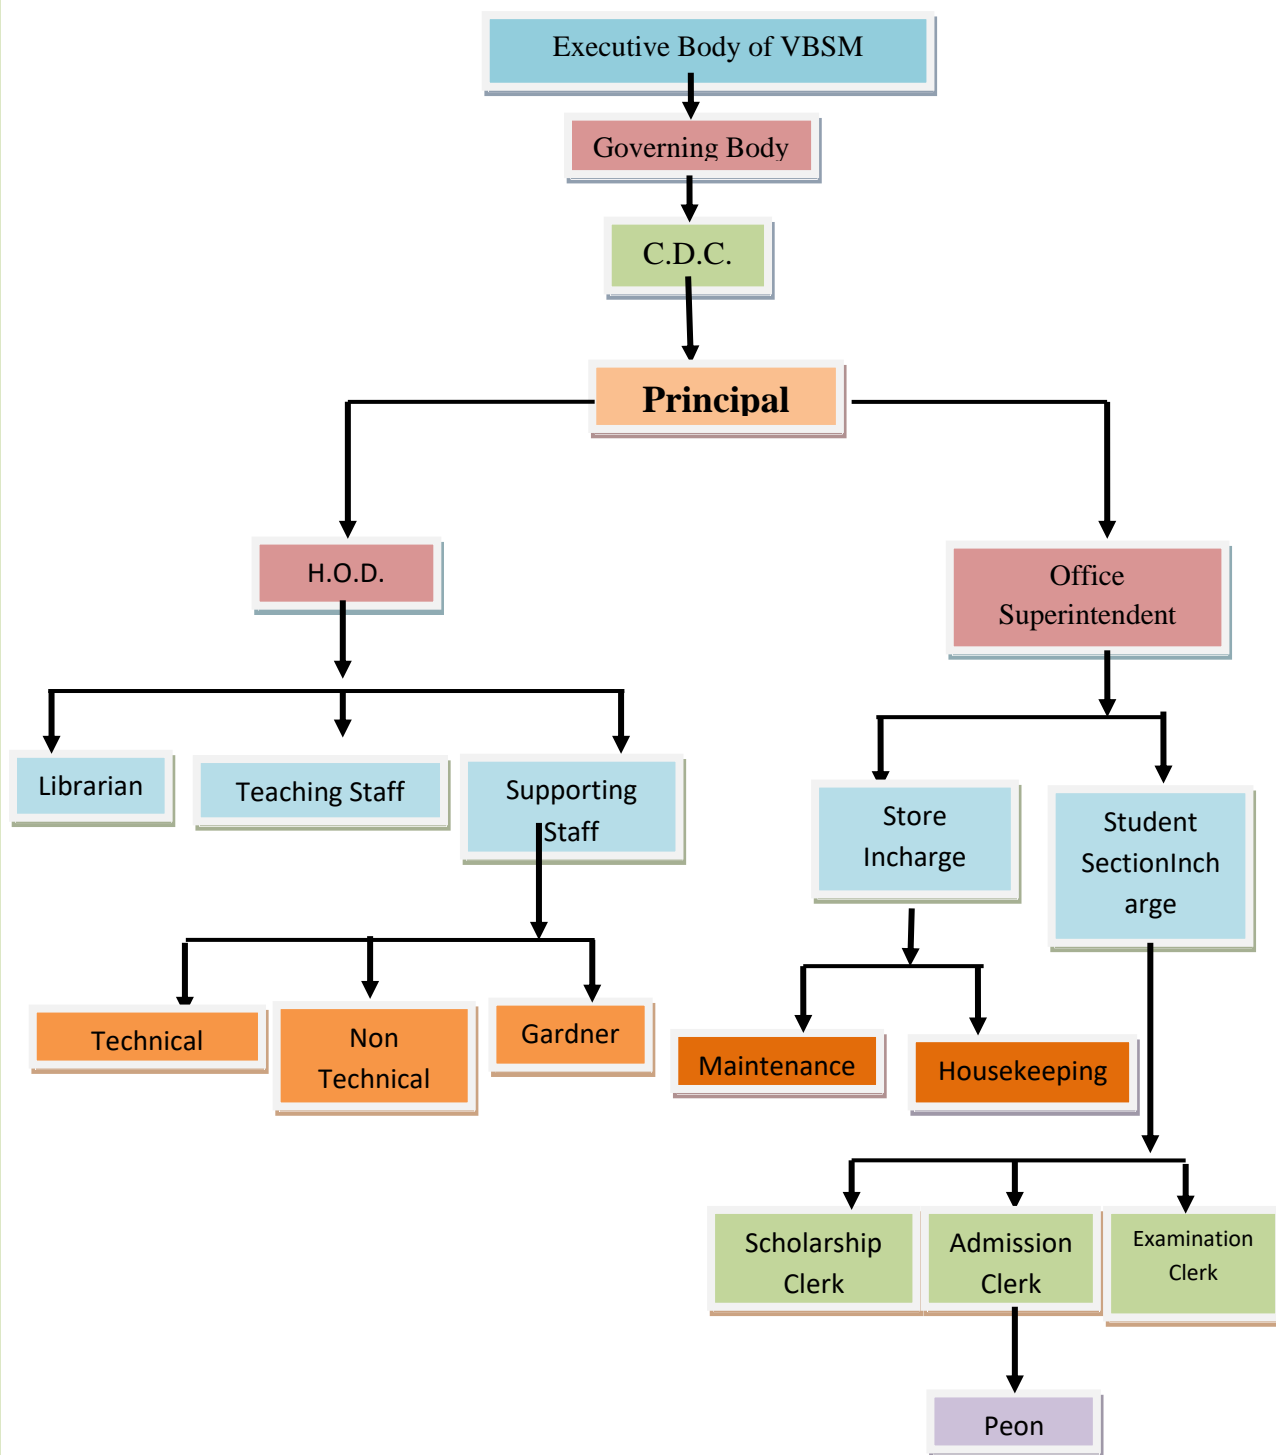 Executive Body of VBSM
Governing Body
C.D.C.
Principal
H.O.D.
Office
Superintendent
Librarian
Teaching Staff
Supporting
Staff
Store
Incharge
Student
SectionInch
arge
Technical
Non
Technical
Gardner
Maintenance
Housekeeping
Scholarship
Clerk
Admission
Clerk
Examination
Clerk
Peon